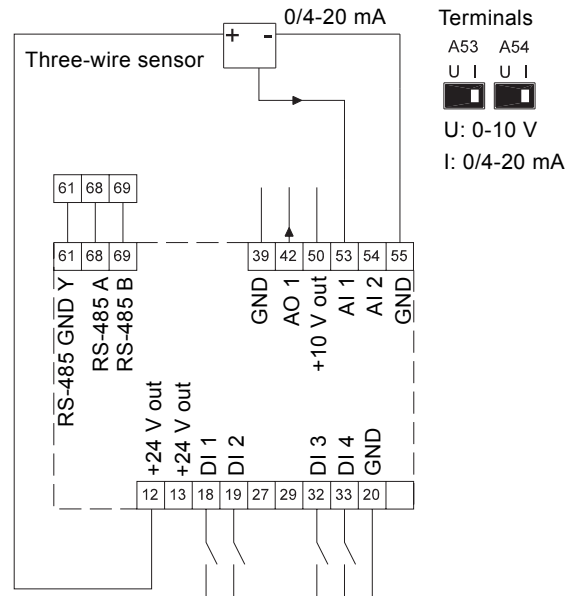 0/4-20 mA
Terminals
+ -
Three-wire sensor
A53 A54
U I U I
U: 0-10 V
I: 0/4-20 mA
61 68 69
61 68 69
39 42 50 53 54 55
RS-485 GND Y
RS-485 A
RS-485 B
GND
AO 1
+10 V out
AI 1
AI 2
GND
+24 V out
+24 V out
DI 1
DI 2
DI 3
DI 4
GND
12 13 18 19 27 29 32 33 20